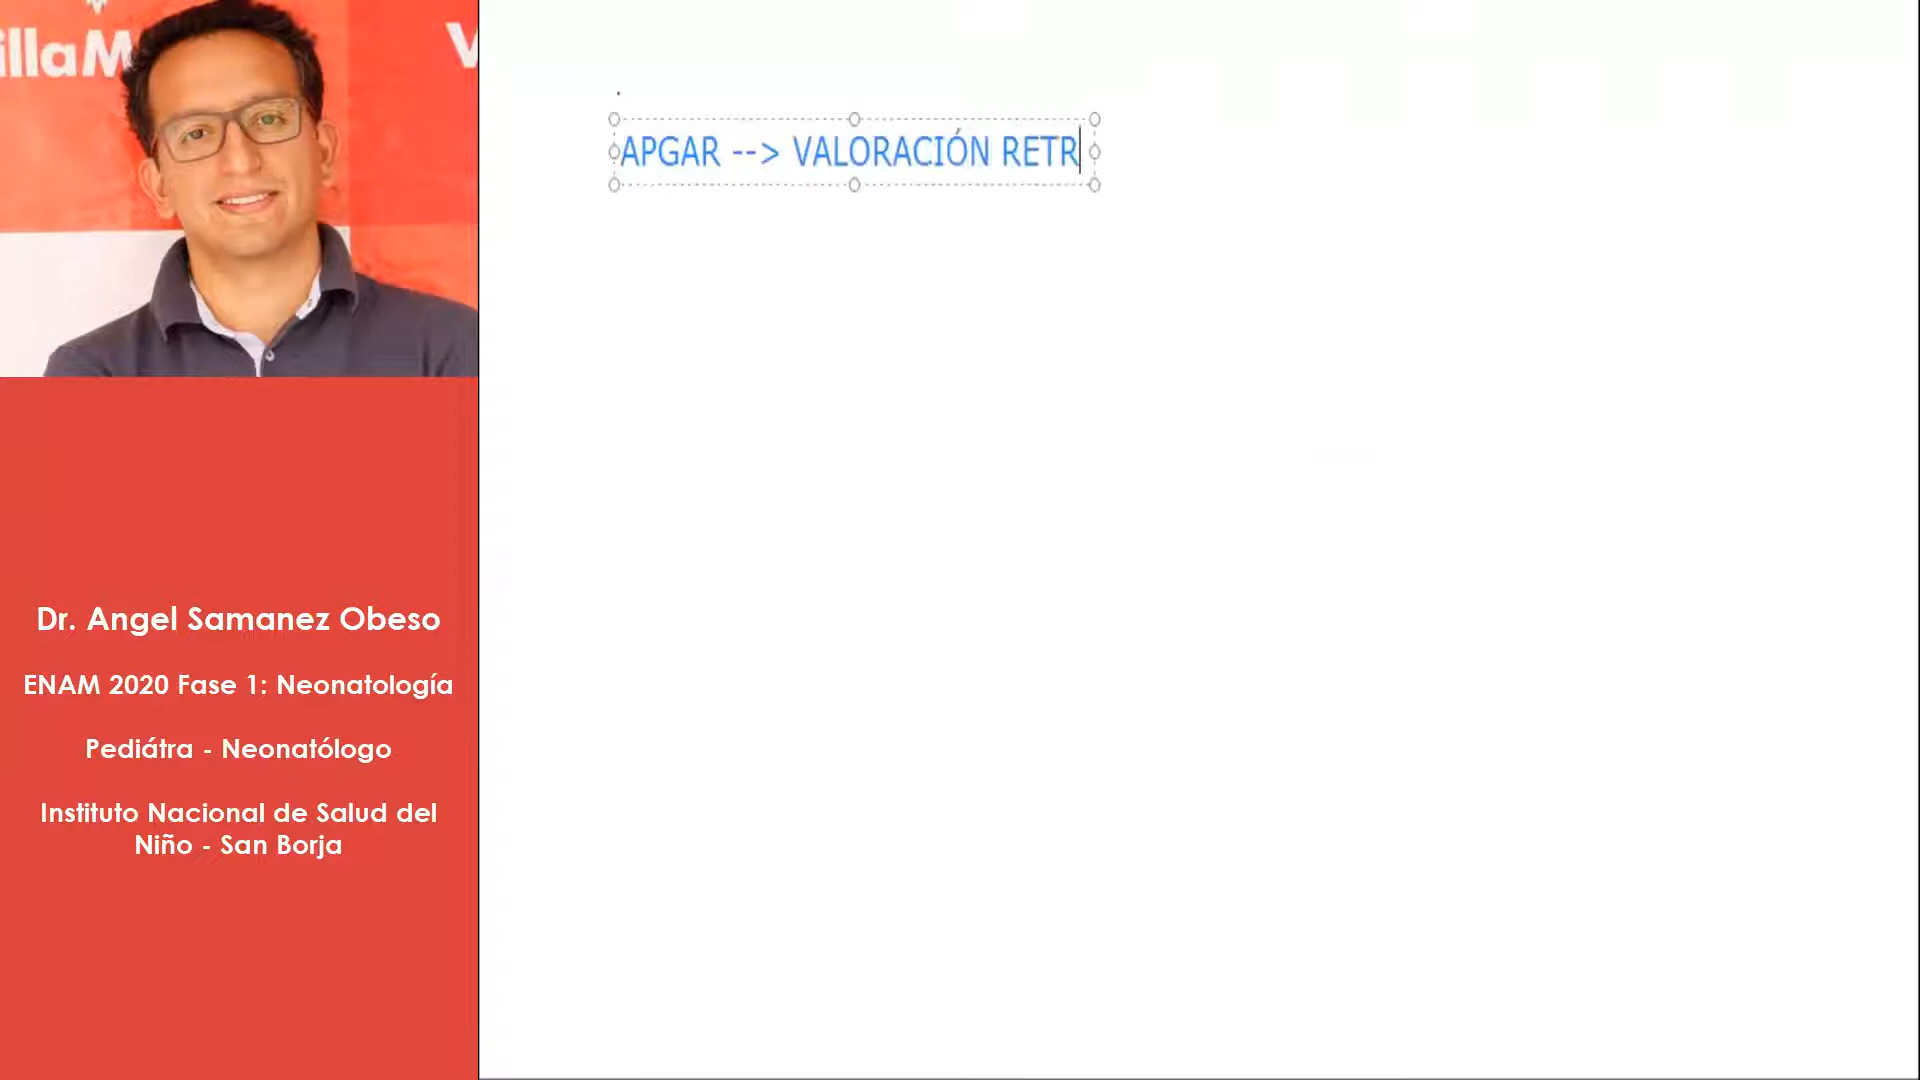 illaM
V
APGAR --> VALORACIÓN RETR
Dr. Angel Samanez Obeso
ENAM 2020 Fase 1: Neonatología
Pediátra - Neonatólogo
Instituto Nacional de Salud del
Niño - San Borja